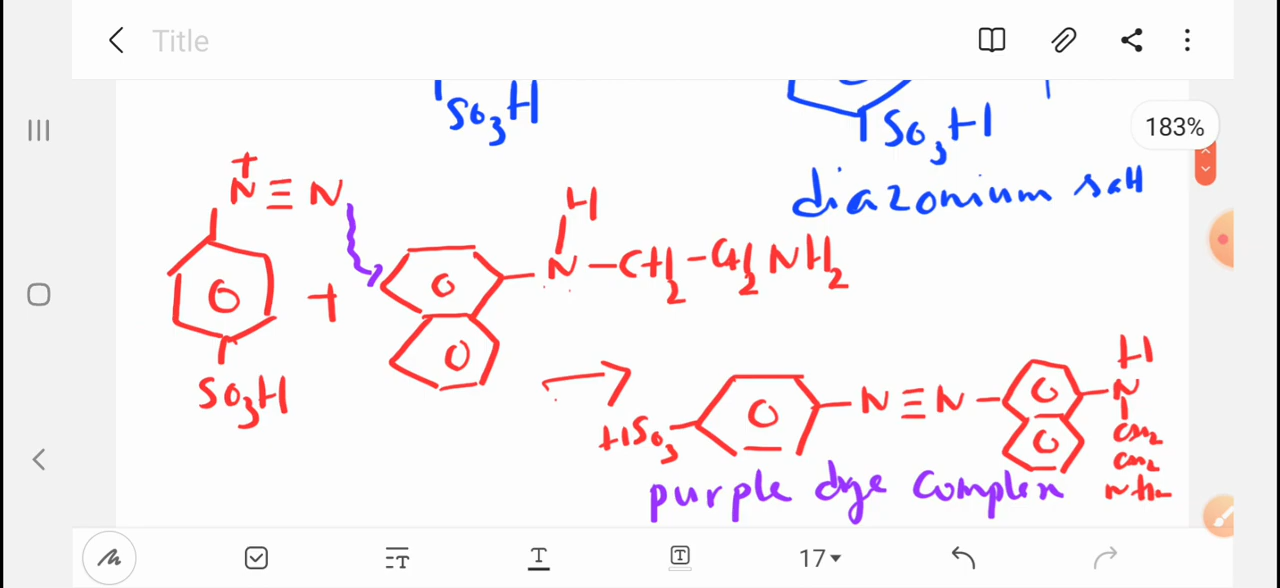 Title
SO3H
SO3H
183%
diazonium salt
N+ ≡ N
H
N-CH2-CH2NH2
+
SO3H
H
HSO3
N ≡ N
N
CH2
CH2
NH2
purple dye complex
17